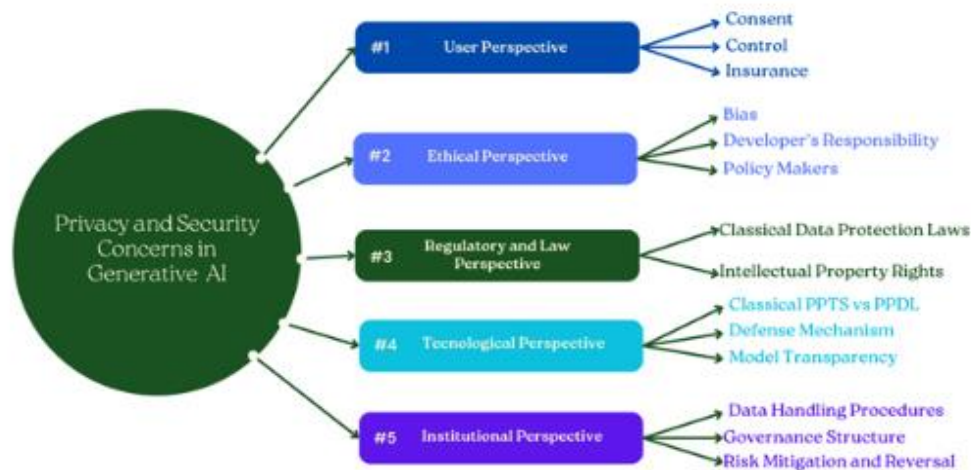 Privacy and Security
Concerns in
Generative AI
#1 User Perspective
Consent
Control
Insurance
#2 Ethical Perspective
Bias
Developer's Responsibility
Policy Makers
#3 Regulatory and Law
Perspective
Classical Data Protection Laws
Intellectual Property Rights
#4 Tecnological Perspective
Classical PPTS vs PPDL
Defense Mechanism
Model Transparency
#5 Institutional Perspective
Data Handling Procedures
Governance Structure
Risk Mitigation and Reversal